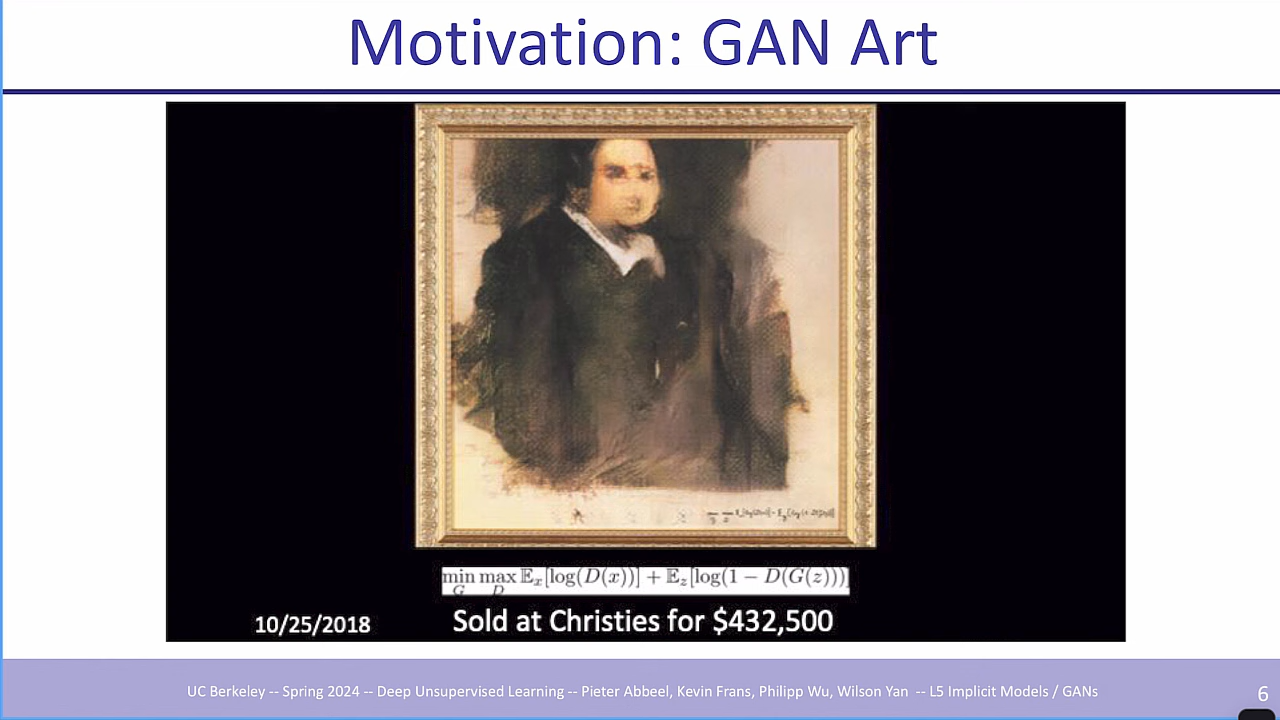 Motivation: GAN Art
min max 𝔼x[log(D(x))] + 𝔼z[log(1 − D(G(z)))]
G D
10/25/2018 Sold at Christies for $432,500
UC Berkeley -- Spring 2024 -- Deep Unsupervised Learning -- Pieter Abbeel, Kevin Frans, Philipp Wu, Wilson Yan -- L5 Implicit Models / GANs
6